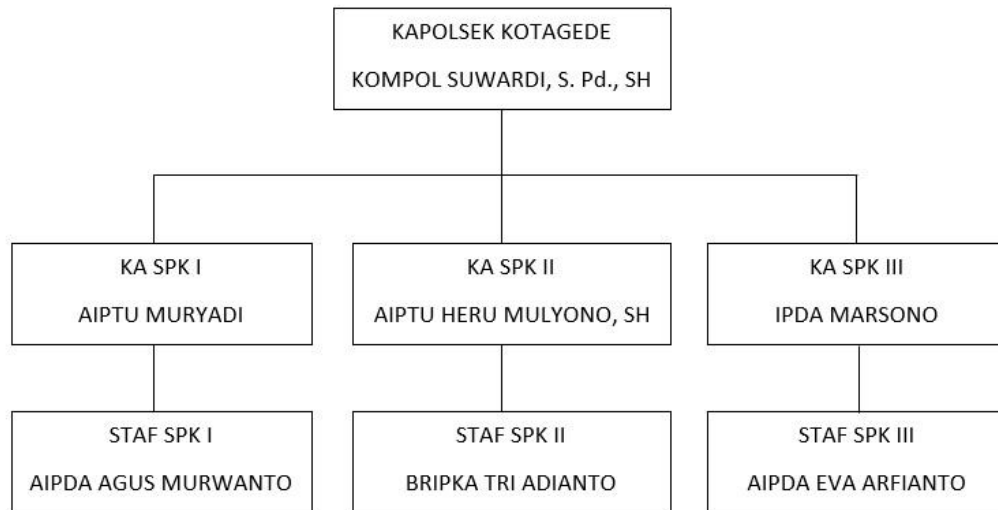 KAPOLSEK KOTAGEDE
KOMPOL SUWARDI, S. Pd., SH
KA SPK I
AIPTU MURYADI
KA SPK II
AIPTU HERU MULYONO, SH
KA SPK III
IPDA MARSONO
STAF SPK I
AIPDA AGUS MURWANTO
STAF SPK II
BRIPKA TRI ADIANTO
STAF SPK III
AIPDA EVA ARFIANTO